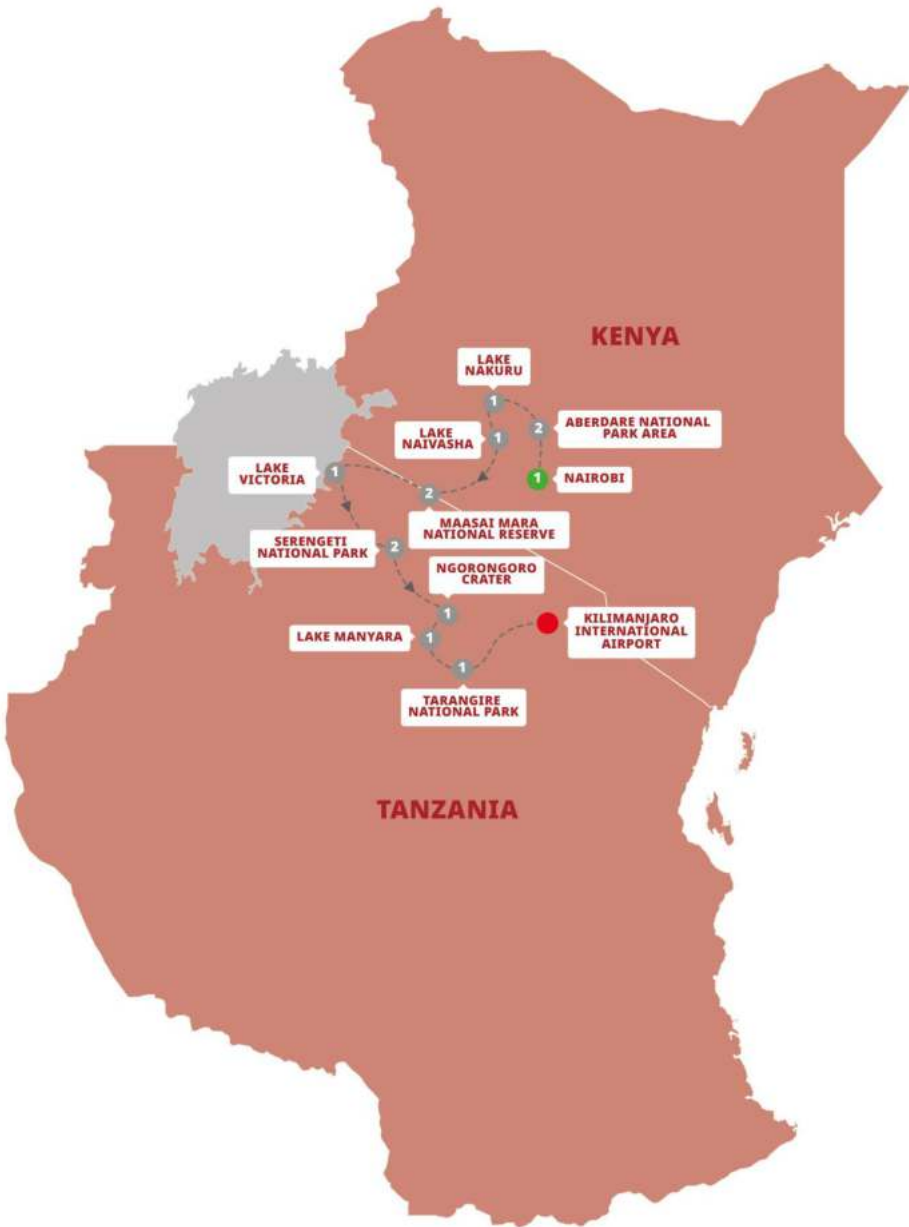 KENYA
LAKE
NAKURU
1
2
ABERDARE NATIONAL
PARK AREA
LAKE
NAIVASHA
1
LAKE
VICTORIA
1
1
NAIROBI
2
MAASAI MARA
NATIONAL RESERVE
SERENGETI
NATIONAL PARK
2
NGORONGORO
CRATER
1
LAKE MANYARA
1
KILIMANJARO
INTERNATIONAL
AIRPORT
1
TARANGIRE
NATIONAL PARK
TANZANIA